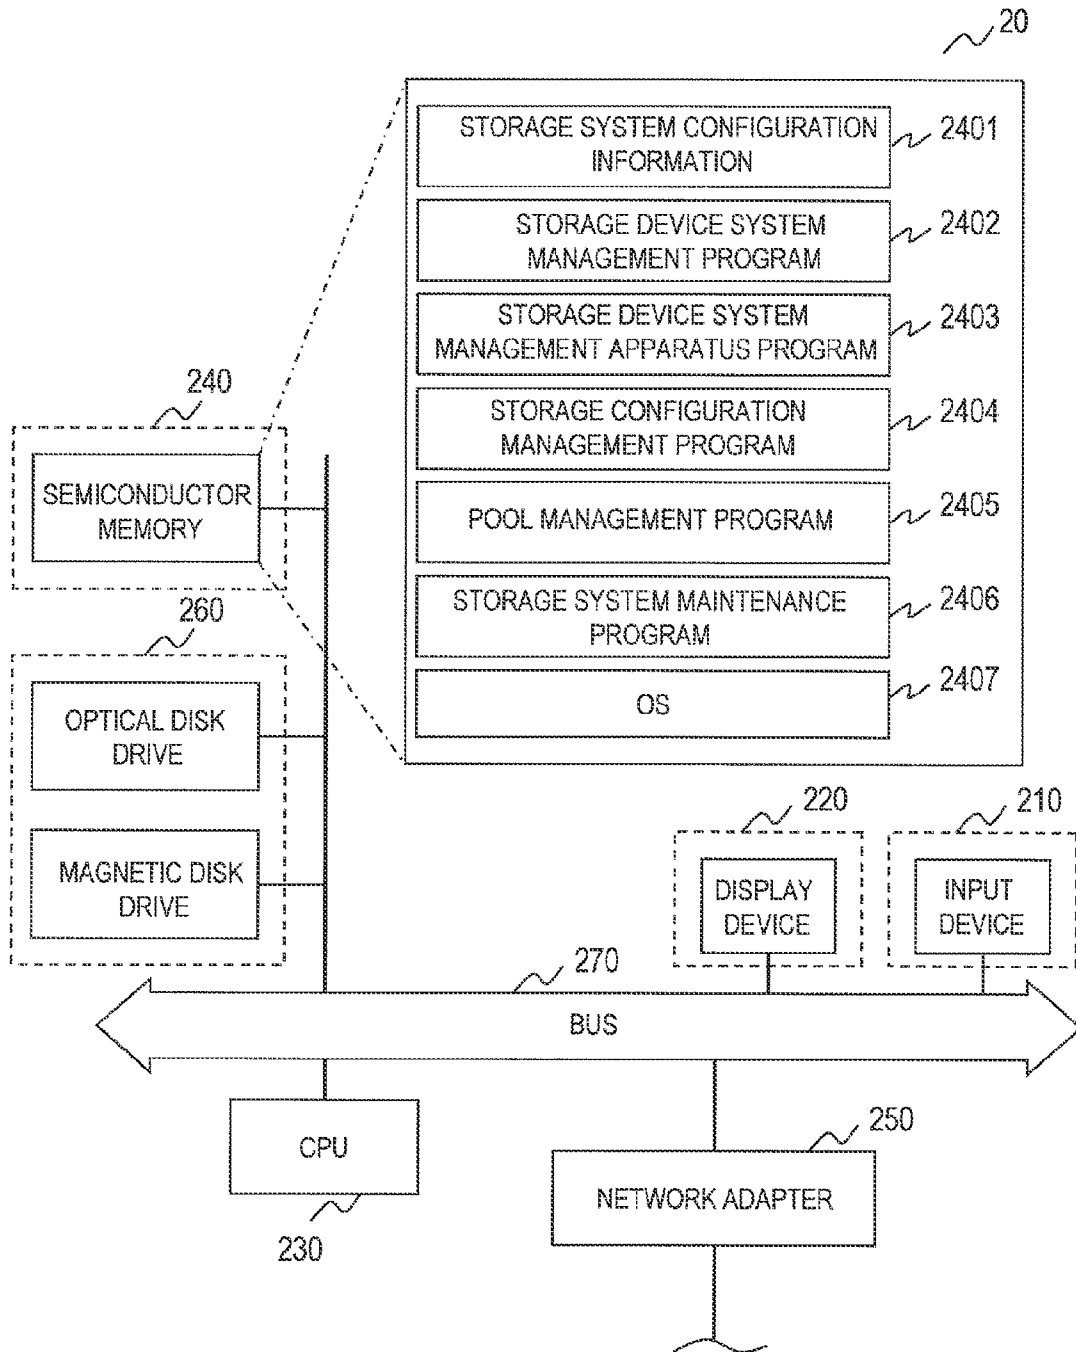 20
STORAGE SYSTEM CONFIGURATION
INFORMATION
2401
STORAGE DEVICE SYSTEM
MANAGEMENT PROGRAM
2402
STORAGE DEVICE SYSTEM
MANAGEMENT APPARATUS PROGRAM
2403
STORAGE CONFIGURATION
MANAGEMENT PROGRAM
2404
POOL MANAGEMENT PROGRAM
2405
STORAGE SYSTEM MAINTENANCE
PROGRAM
2406
OS
2407
240
SEMICONDUCTOR
MEMORY
260
OPTICAL DISK
DRIVE
MAGNETIC DISK
DRIVE
220
DISPLAY
DEVICE
210
INPUT
DEVICE
270
BUS
CPU
230
250
NETWORK ADAPTER